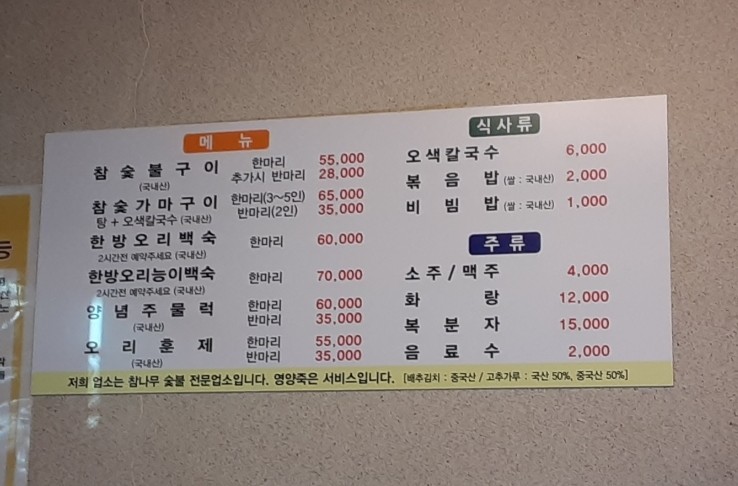 메 뉴
참 숯 불 구 이 한마리 55,000
(국내산) 추가시 반마리 28,000
참 숯 가 마 구 이 한마리(3~5인) 65,000
탕 + 오색칼국수 (국내산) 반마리(2인) 35,000
한 방 오 리 백 숙 한마리 60,000
2시간전 예약주세요 (국내산)
한방오리능이백숙 한마리 70,000
2시간전 예약주세요 (국내산)
양 념 주 물 럭 한마리 60,000
(국내산) 반마리 35,000
오 리 훈 제 한마리 55,000
(국내산) 반마리 35,000
식 사 류
오 색 칼 국 수 6,000
볶 음 밥 (쌀 : 국내산) 2,000
비 빔 밥 (쌀 : 국내산) 1,000
주 류
소 주 / 맥 주 4,000
화 랑 12,000
복 분 자 15,000
음 료 수 2,000
저희 업소는 참나무 숯불 전문업소입니다. 영양죽은 서비스입니다. [배추김치 : 중국산 / 고추가루 : 국산 50%, 중국산 50%]